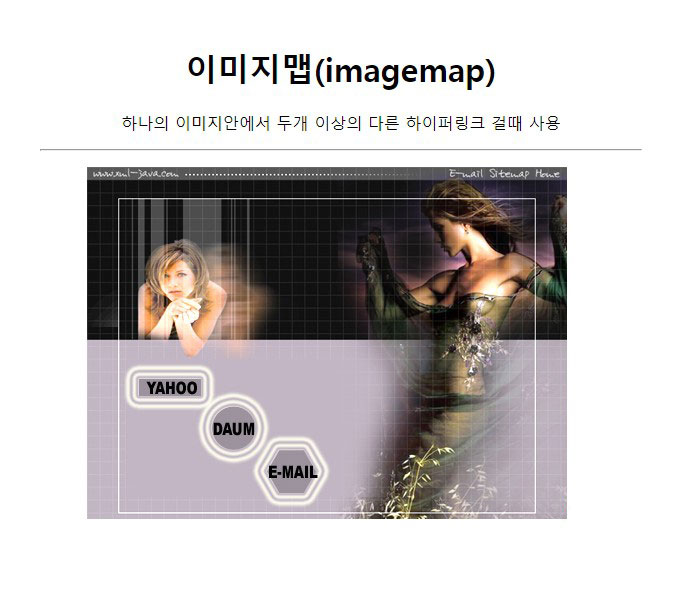 이미지맵(imagemap)
하나의 이미지안에서 두개 이상의 다른 하이퍼링크 걸때 사용
www.xml-java.com E-mail Sitemap Home
YAHOO
DAUM
E-MAIL